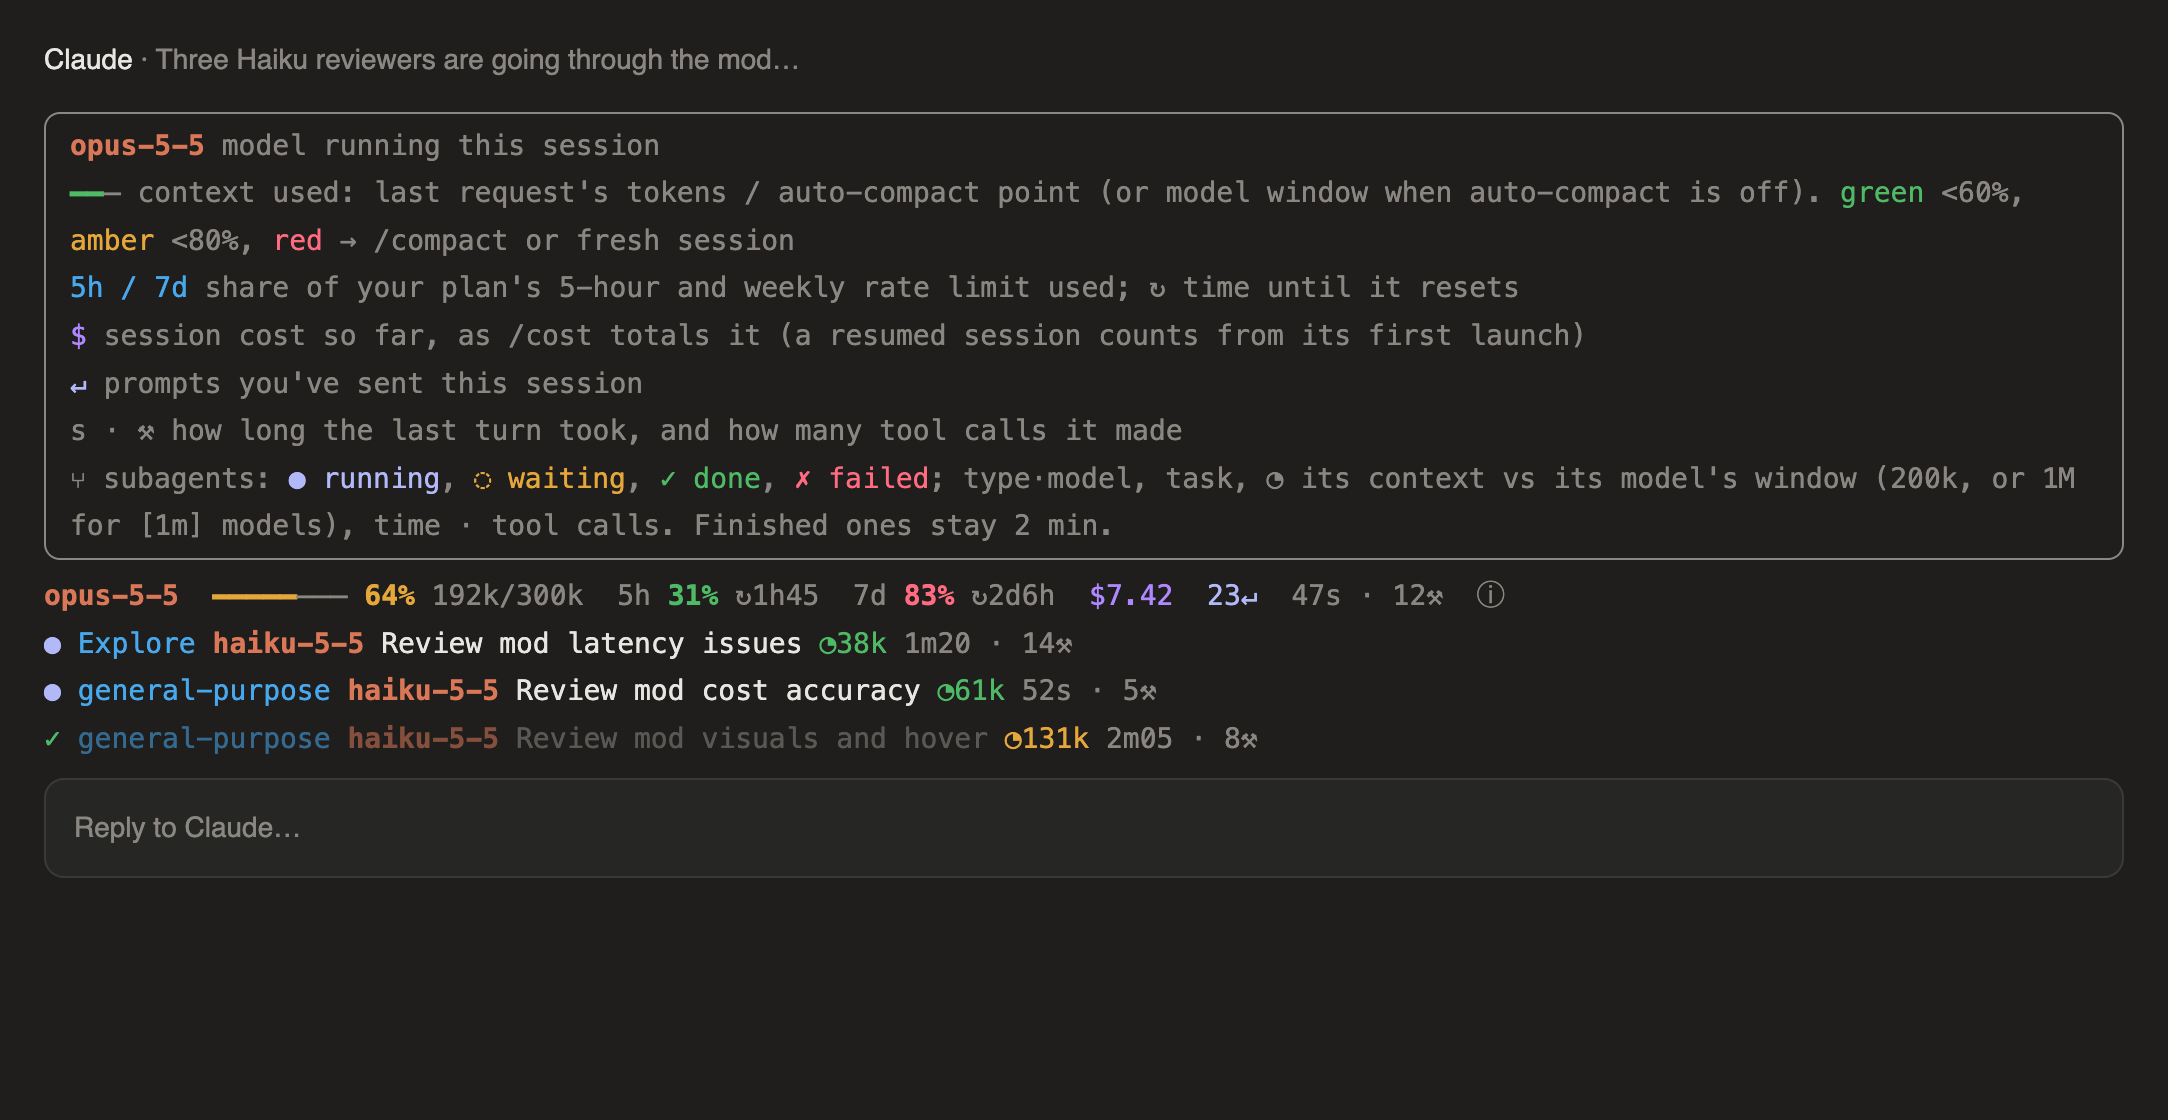 Claude · Three Haiku reviewers are going through the mod…
opus-5-5 model running this session
context used: last request's tokens / auto-compact point (or model window when auto-compact is off). green <60%,
amber <80%, red → /compact or fresh session
5h / 7d share of your plan's 5-hour and weekly rate limit used; ↻ time until it resets
$ session cost so far, as /cost totals it (a resumed session counts from its first launch)
↵ prompts you've sent this session
s · ⚒ how long the last turn took, and how many tool calls it made
⑂ subagents: ● running, ◌ waiting, ✓ done, ✗ failed; type·model, task, ◔ its context vs its model's window (200k, or 1M
for [1m] models), time · tool calls. Finished ones stay 2 min.
opus-5-5 64% 192k/300k 5h 31% ↻1h45 7d 83% ↻2d6h $7.42 23↵ 47s · 12⚒ ⓘ
● Explore haiku-5-5 Review mod latency issues ◔38k 1m20 · 14⚒
● general-purpose haiku-5-5 Review mod cost accuracy ◔61k 52s · 5⚒
✓ general-purpose haiku-5-5 Review mod visuals and hover ◔131k 2m05 · 8⚒
Reply to Claude…